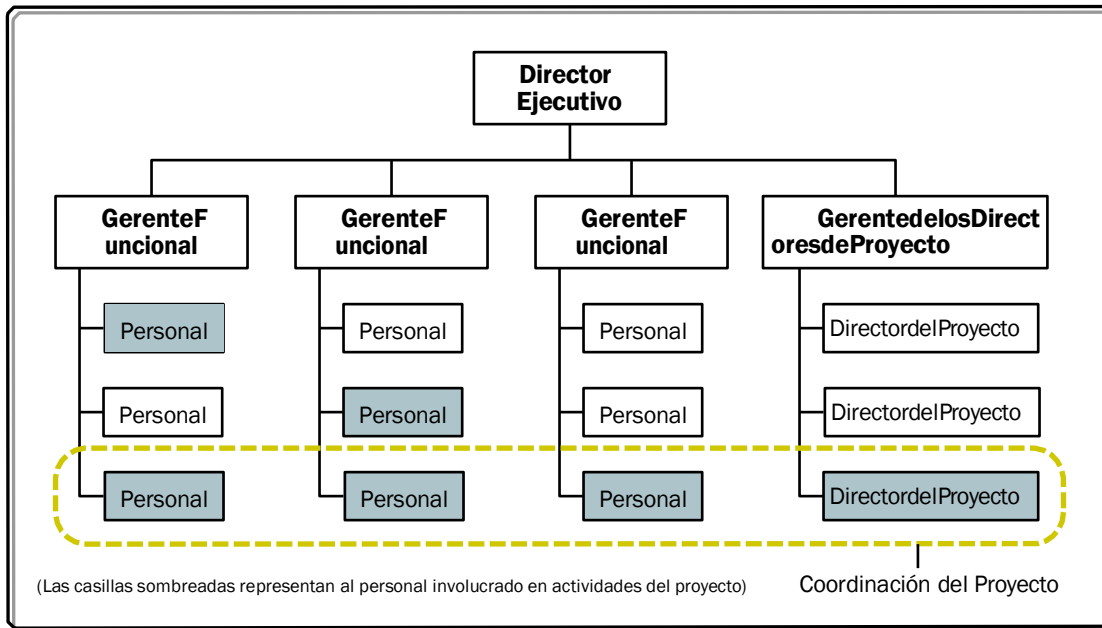 Director
Ejecutivo
GerenteF
uncional
GerenteF
uncional
GerenteF
uncional
GerentedelosDirect
oresdeProyecto
Personal
Personal
Personal
DirectordelProyecto
Personal
Personal
Personal
DirectordelProyecto
Personal
Personal
Personal
DirectordelProyecto
(Las casillas sombreadas representan al personal involucrado en actividades del proyecto)
Coordinación del Proyecto